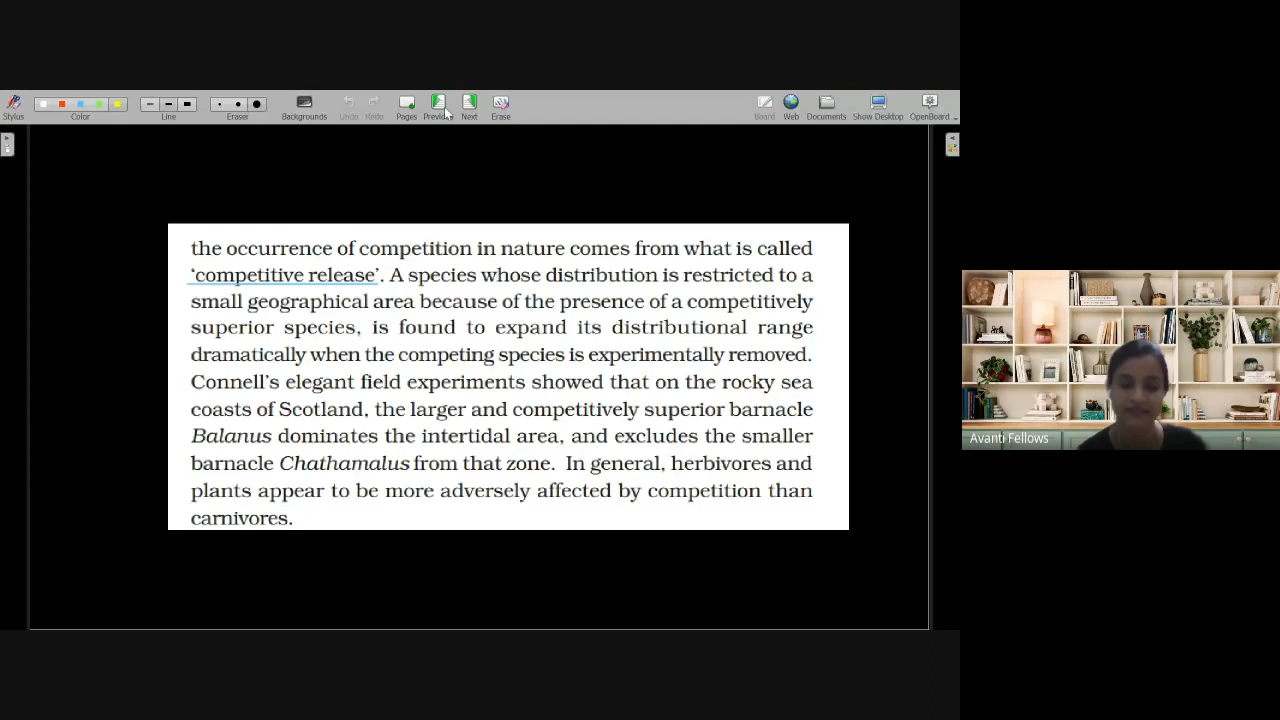 Stylus
Color
Line
Eraser
Backgrounds
Undo
Redo
Pages
Previous
Next
Erase
Board
Web
Documents
Show Desktop
OpenBoard
the occurrence of competition in nature comes from what is called
‘competitive release’. A species whose distribution is restricted to a
small geographical area because of the presence of a competitively
superior species, is found to expand its distributional range
dramatically when the competing species is experimentally removed.
Connell’s elegant field experiments showed that on the rocky sea
coasts of Scotland, the larger and competitively superior barnacle
Balanus dominates the intertidal area, and excludes the smaller
barnacle Chathamalus from that zone. In general, herbivores and
plants appear to be more adversely affected by competition than
carnivores.
Avanti Fellows